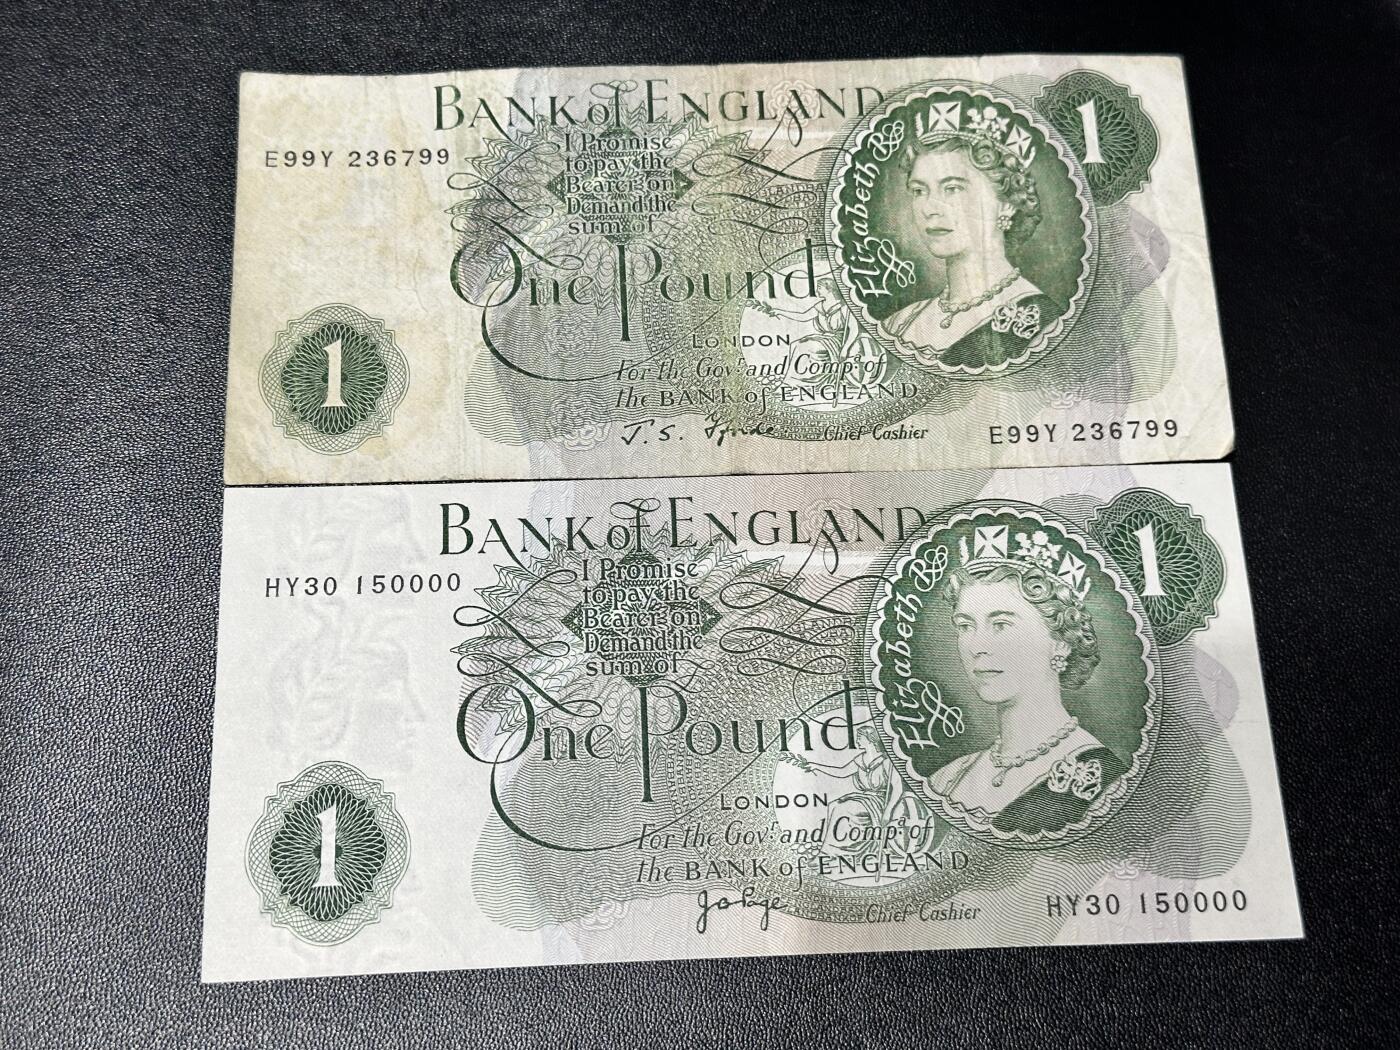 BANK of ENGLAND
1
E99Y 236799
I Promise
to pay the
Bearer on
Demand the
sum of
One Pound
Elizabeth R
LONDON
For the Govr. and Compa. of
the BANK of ENGLAND
1
J. S. Fforde
Chief Cashier
E99Y 236799
BANK of ENGLAND
1
HY30 150000
I Promise
to pay the
Bearer on
Demand the
sum of
One Pound
Elizabeth R
LONDON
For the Govr. and Compa. of
the BANK of ENGLAND
1
J B Page
Chief Cashier
HY30 150000